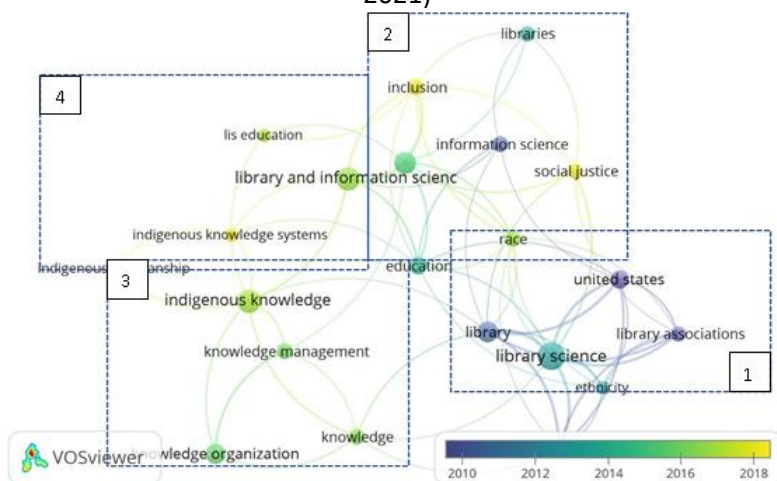 2021)
2
libraries
inclusion
4
lis education
information science
library and information scienc
social justice
indigenous knowledge systems
race
education
3
united states
indigenous knowledge
library
library associations
knowledge management
library science
1
ethnicity
knowledge
VOSviewer
knowledge organization
2010 2012 2014 2016 2018